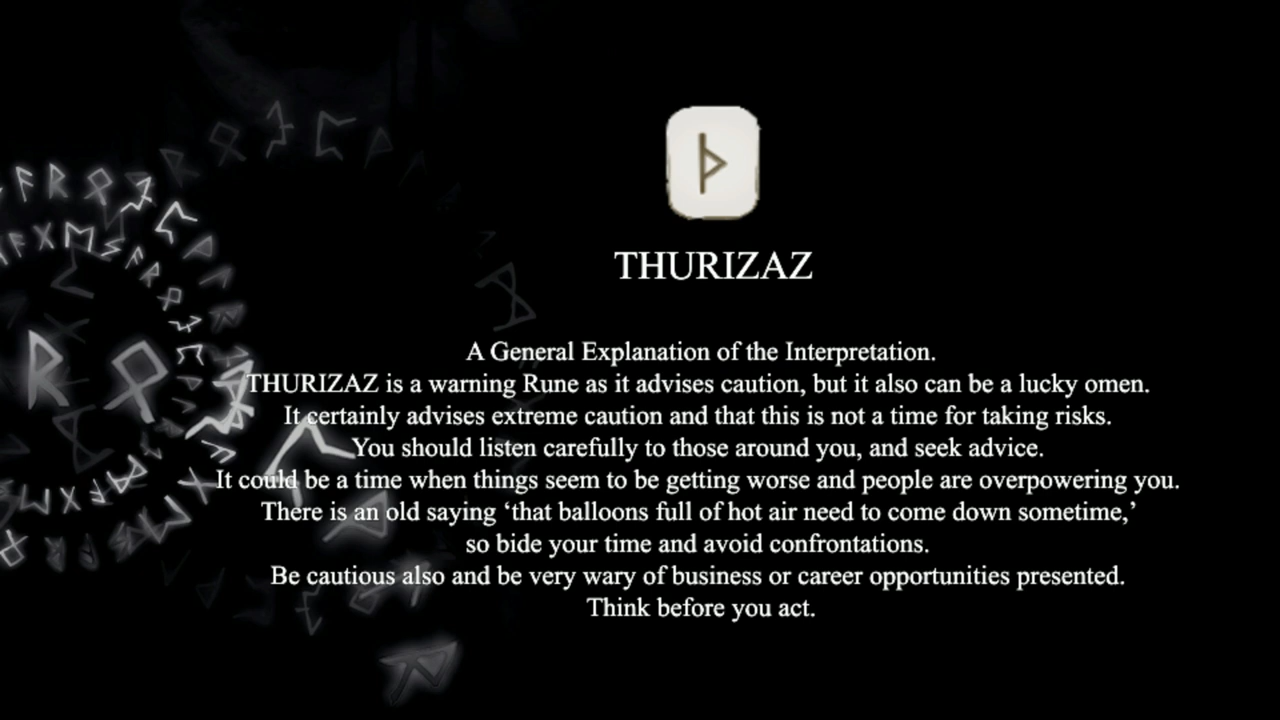 ᚦ
THURIZAZ
A General Explanation of the Interpretation.
THURIZAZ is a warning Rune as it advises caution, but it also can be a lucky omen.
It certainly advises extreme caution and that this is not a time for taking risks.
You should listen carefully to those around you, and seek advice.
It could be a time when things seem to be getting worse and people are overpowering you.
There is an old saying ‘that balloons full of hot air need to come down sometime,’
so bide your time and avoid confrontations.
Be cautious also and be very wary of business or career opportunities presented.
Think before you act.